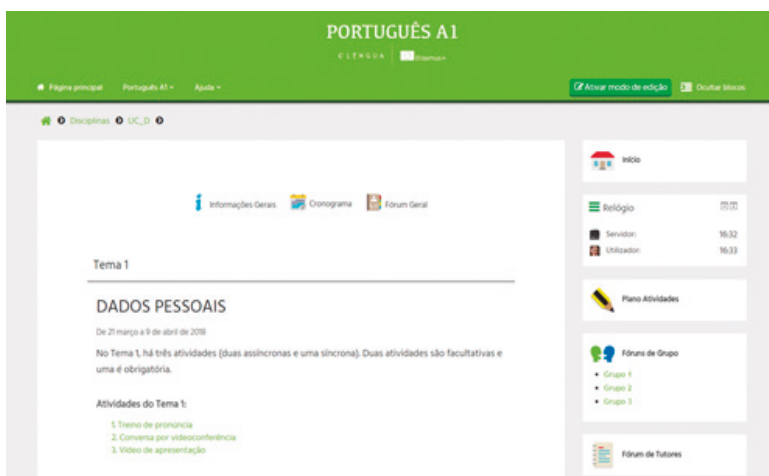 PORTUGUÊS A1
CLÍNGUA Erasmus+
Página principal Português A1 Ajuda Ativar modo de edição Ocultar blocos
Disciplinas UC_D
Informações Gerais Cronograma Fórum Geral
Tema 1
DADOS PESSOAIS
De 21 março a 9 de abril de 2018
No Tema 1, há três atividades (duas assíncronas e uma síncrona). Duas atividades são facultativas e
uma é obrigatória.
Atividades do Tema 1:
1. Treino de pronúncia
2. Conversa por videoconferência
3. Vídeo de apresentação
Início
Relógio
Servidor: 16:32
Utilizador: 16:33
Plano Atividades
Fóruns de Grupo
Grupo 1
Grupo 2
Grupo 3
Fórum de Tutores